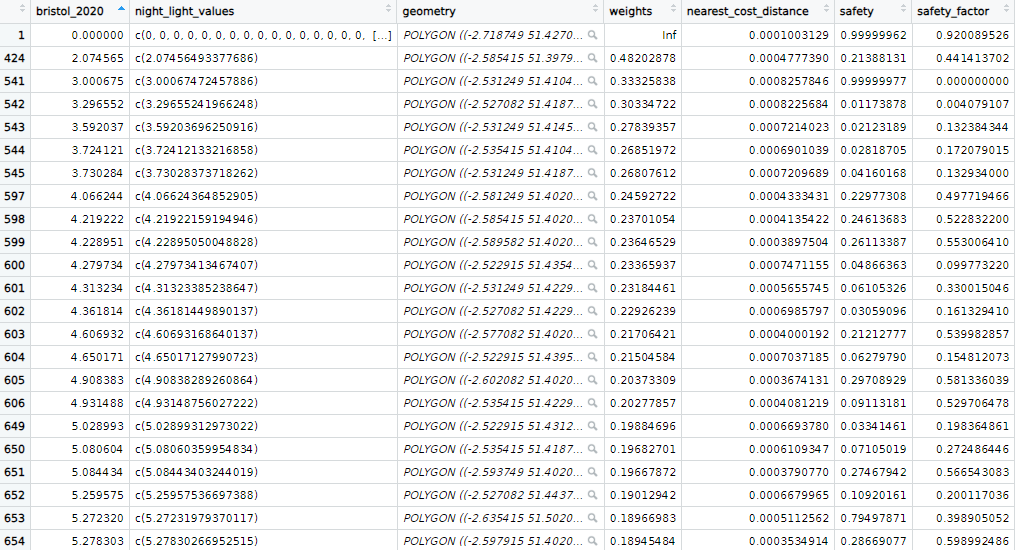 bristol_2020 night_light_values geometry weights nearest_cost_distance safety safety_factor
1 0.000000 c(0, 0, 0, 0, 0, 0, 0, 0, 0, 0, 0, 0, 0, 0, 0, 0, 0, [...] POLYGON ((-2.718749 51.4270... Inf 0.0001003129 0.99999962 0.920089526
424 2.074565 c(2.07456493377686) POLYGON ((-2.585415 51.3979... 0.48202878 0.0004777390 0.21388131 0.441413702
541 3.000675 c(3.00067472457886) POLYGON ((-2.531249 51.4104... 0.33325838 0.0008257846 0.99999977 0.000000000
542 3.296552 c(3.29655241966248) POLYGON ((-2.527082 51.4187... 0.30334722 0.0008225684 0.01173878 0.004079107
543 3.592037 c(3.59203696250916) POLYGON ((-2.531249 51.4145... 0.27839357 0.0007214023 0.02123189 0.132384344
544 3.724121 c(3.72412133216858) POLYGON ((-2.535415 51.4104... 0.26851972 0.0006901039 0.02818705 0.172079015
545 3.730284 c(3.73028373718262) POLYGON ((-2.531249 51.4187... 0.26807612 0.0007209689 0.04160168 0.132934000
597 4.066244 c(4.06624364852905) POLYGON ((-2.581249 51.4020... 0.24592722 0.0004333431 0.22977308 0.497719466
598 4.219222 c(4.21922159194946) POLYGON ((-2.585415 51.4020... 0.23701054 0.0004135422 0.24613683 0.522832200
599 4.228951 c(4.22895050048828) POLYGON ((-2.589582 51.4020... 0.23646529 0.0003897504 0.26113387 0.553006410
600 4.279734 c(4.27973413467407) POLYGON ((-2.522915 51.4354... 0.23365937 0.0007471155 0.04866363 0.099773220
601 4.313234 c(4.31323385238647) POLYGON ((-2.531249 51.4229... 0.23184461 0.0005655745 0.06105326 0.330015046
602 4.361814 c(4.36181449890137) POLYGON ((-2.527082 51.4229... 0.22926239 0.0006985797 0.03059096 0.161329410
603 4.606932 c(4.60693168640137) POLYGON ((-2.577082 51.4020... 0.21706421 0.0004000192 0.21212777 0.539982857
604 4.650171 c(4.65017127990723) POLYGON ((-2.522915 51.4395... 0.21504584 0.0007037185 0.06279790 0.154812073
605 4.908383 c(4.90838289260864) POLYGON ((-2.602082 51.4020... 0.20373309 0.0003674131 0.29708929 0.581336039
606 4.931488 c(4.93148756027222) POLYGON ((-2.535415 51.4229... 0.20277857 0.0004081219 0.09113181 0.529706478
649 5.028993 c(5.02899312973022) POLYGON ((-2.522915 51.4312... 0.19884696 0.0006693780 0.03341461 0.198364861
650 5.080604 c(5.08060359954834) POLYGON ((-2.535415 51.4187... 0.19682701 0.0006109347 0.07105019 0.272486446
651 5.084434 c(5.08443403244019) POLYGON ((-2.593749 51.4020... 0.19667872 0.0003790770 0.27467942 0.566543083
652 5.259575 c(5.25957536697388) POLYGON ((-2.527082 51.4437... 0.19012942 0.0006679965 0.10920161 0.200117036
653 5.272320 c(5.27231979370117) POLYGON ((-2.635415 51.5020... 0.18966983 0.0005112562 0.79497871 0.398905052
654 5.278303 c(5.27830266952515) POLYGON ((-2.597915 51.4020... 0.18945484 0.0003534914 0.28669077 0.598992486